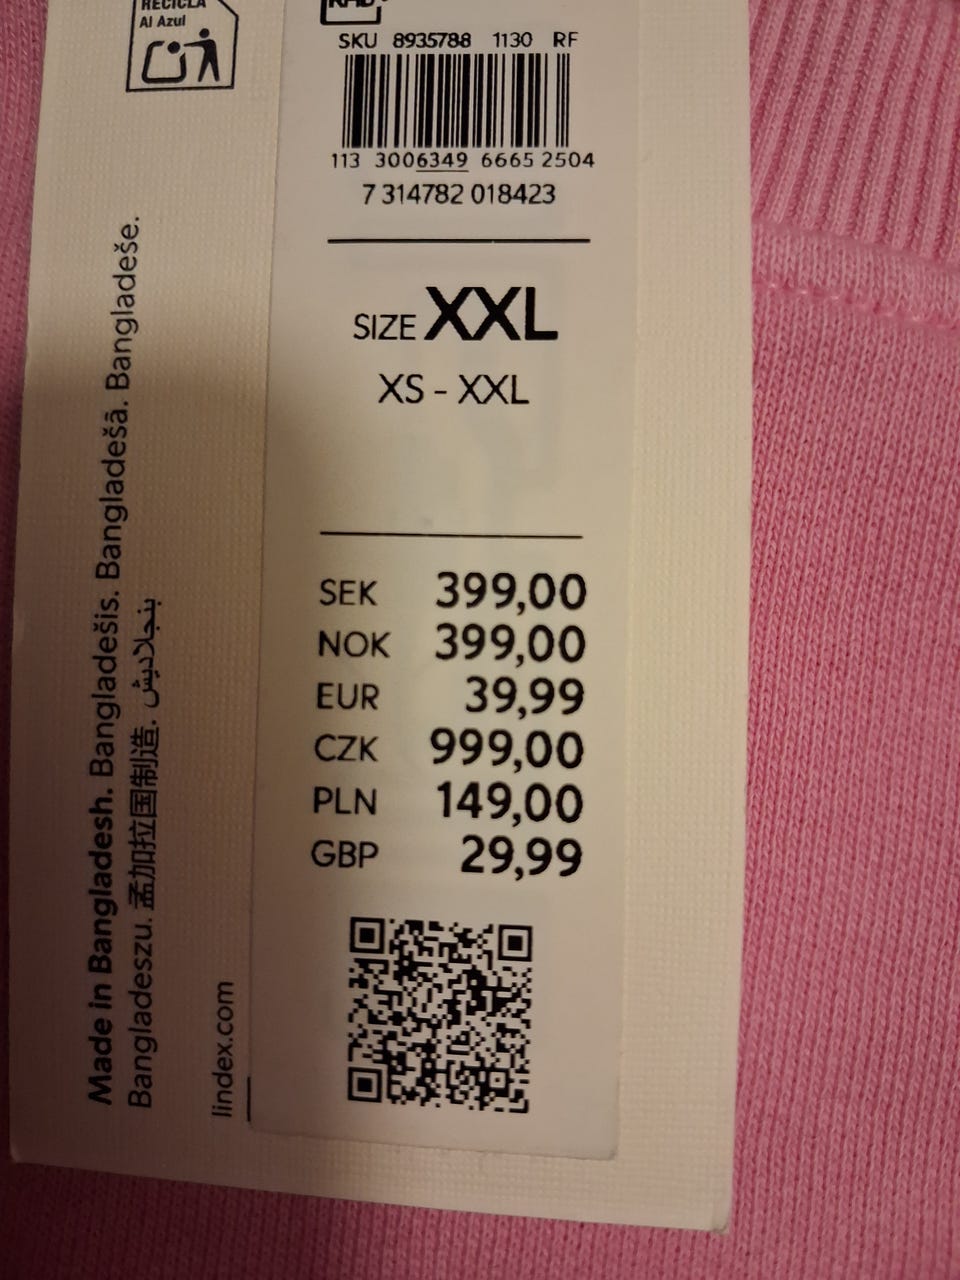 RECICLA
Al Azul
SKU 8935788 1130 RF
113 3006349 6665 2504
7 314782 018423
SIZE XXL
XS - XXL
SEK 399,00
NOK 399,00
EUR 39,99
CZK 999,00
PLN 149,00
GBP 29,99
Made in Bangladesh. Bangladešis. Bangladešā. Bangladeše.
Bangladeszu. 孟加拉国制造. بنجلاديش
lindex.com